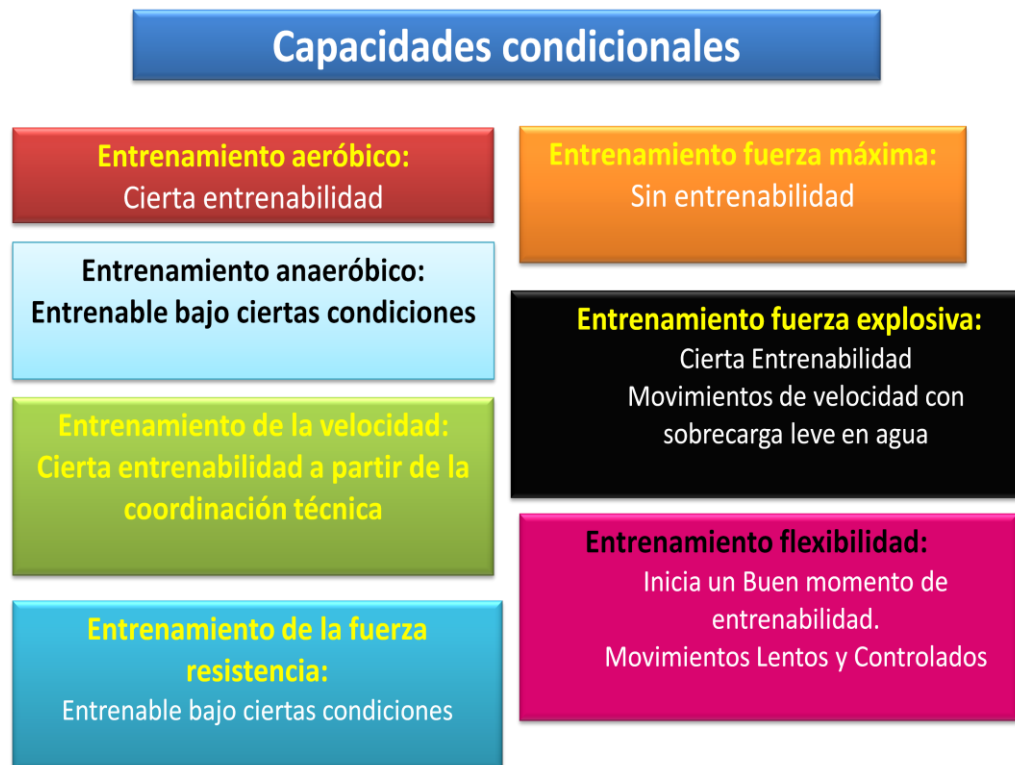 Capacidades condicionales
Entrenamiento aeróbico:
Cierta entrenabilidad
Entrenamiento anaeróbico:
Entrenable bajo ciertas condiciones
Entrenamiento de la velocidad:
Cierta entrenabilidad a partir de la
coordinación técnica
Entrenamiento de la fuerza
resistencia:
Entrenable bajo ciertas condiciones
Entrenamiento fuerza máxima:
Sin entrenabilidad
Entrenamiento fuerza explosiva:
Cierta Entrenabilidad
Movimientos de velocidad con
sobrecarga leve en agua
Entrenamiento flexibilidad:
Inicia un Buen momento de
entrenabilidad.
Movimientos Lentos y Controlados